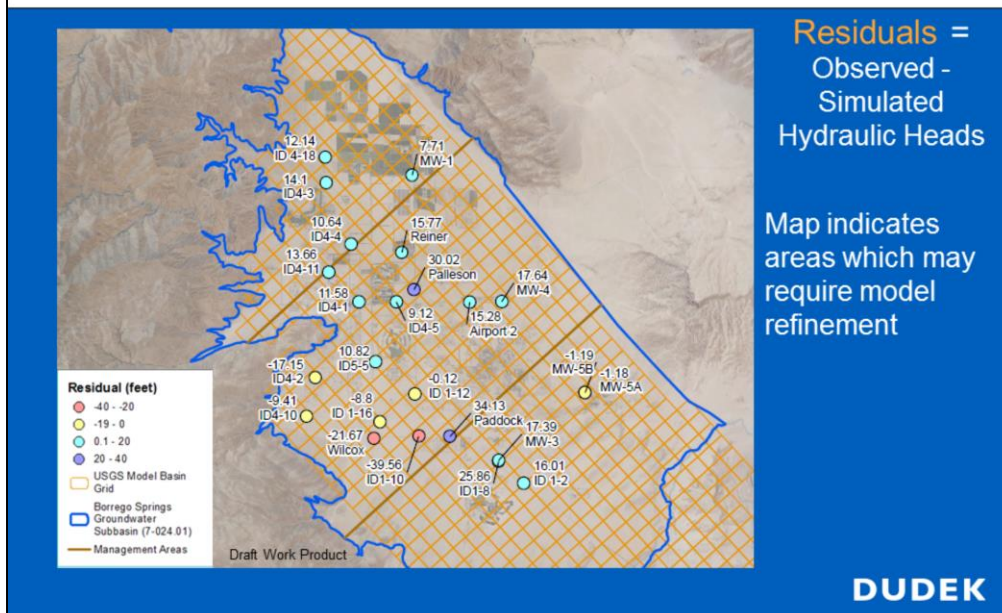 Residuals =
Observed -
Simulated
Hydraulic Heads
Map indicates
areas which may
require model
refinement
12.14
ID4-18
7.71
MW-1
14.1
ID4-3
10.64
ID4-4
15.77
Reiner
13.66
ID4-11
30.02
Palleson
17.64
MW-4
11.58
ID4-1
9.12
ID4-5
15.28
Airport 2
10.82
ID5-5
-17.15
ID4-2
-1.19
MW-5B
-1.18
MW-5A
-0.12
ID 1-12
-9.41
ID4-10
-8.8
ID 1-16
34.13
Paddock
-21.67
Wilcox
-39.56
ID1-10
17.39
MW-3
25.86
ID1-8
16.01
ID 1-2
Residual (feet)
-40 - -20
-19 - 0
0.1 - 20
20 - 40
USGS Model Basin
Grid
Borrego Springs
Groundwater
Subbasin (7-024.01)
Management Areas
Draft Work Product
DUDEK